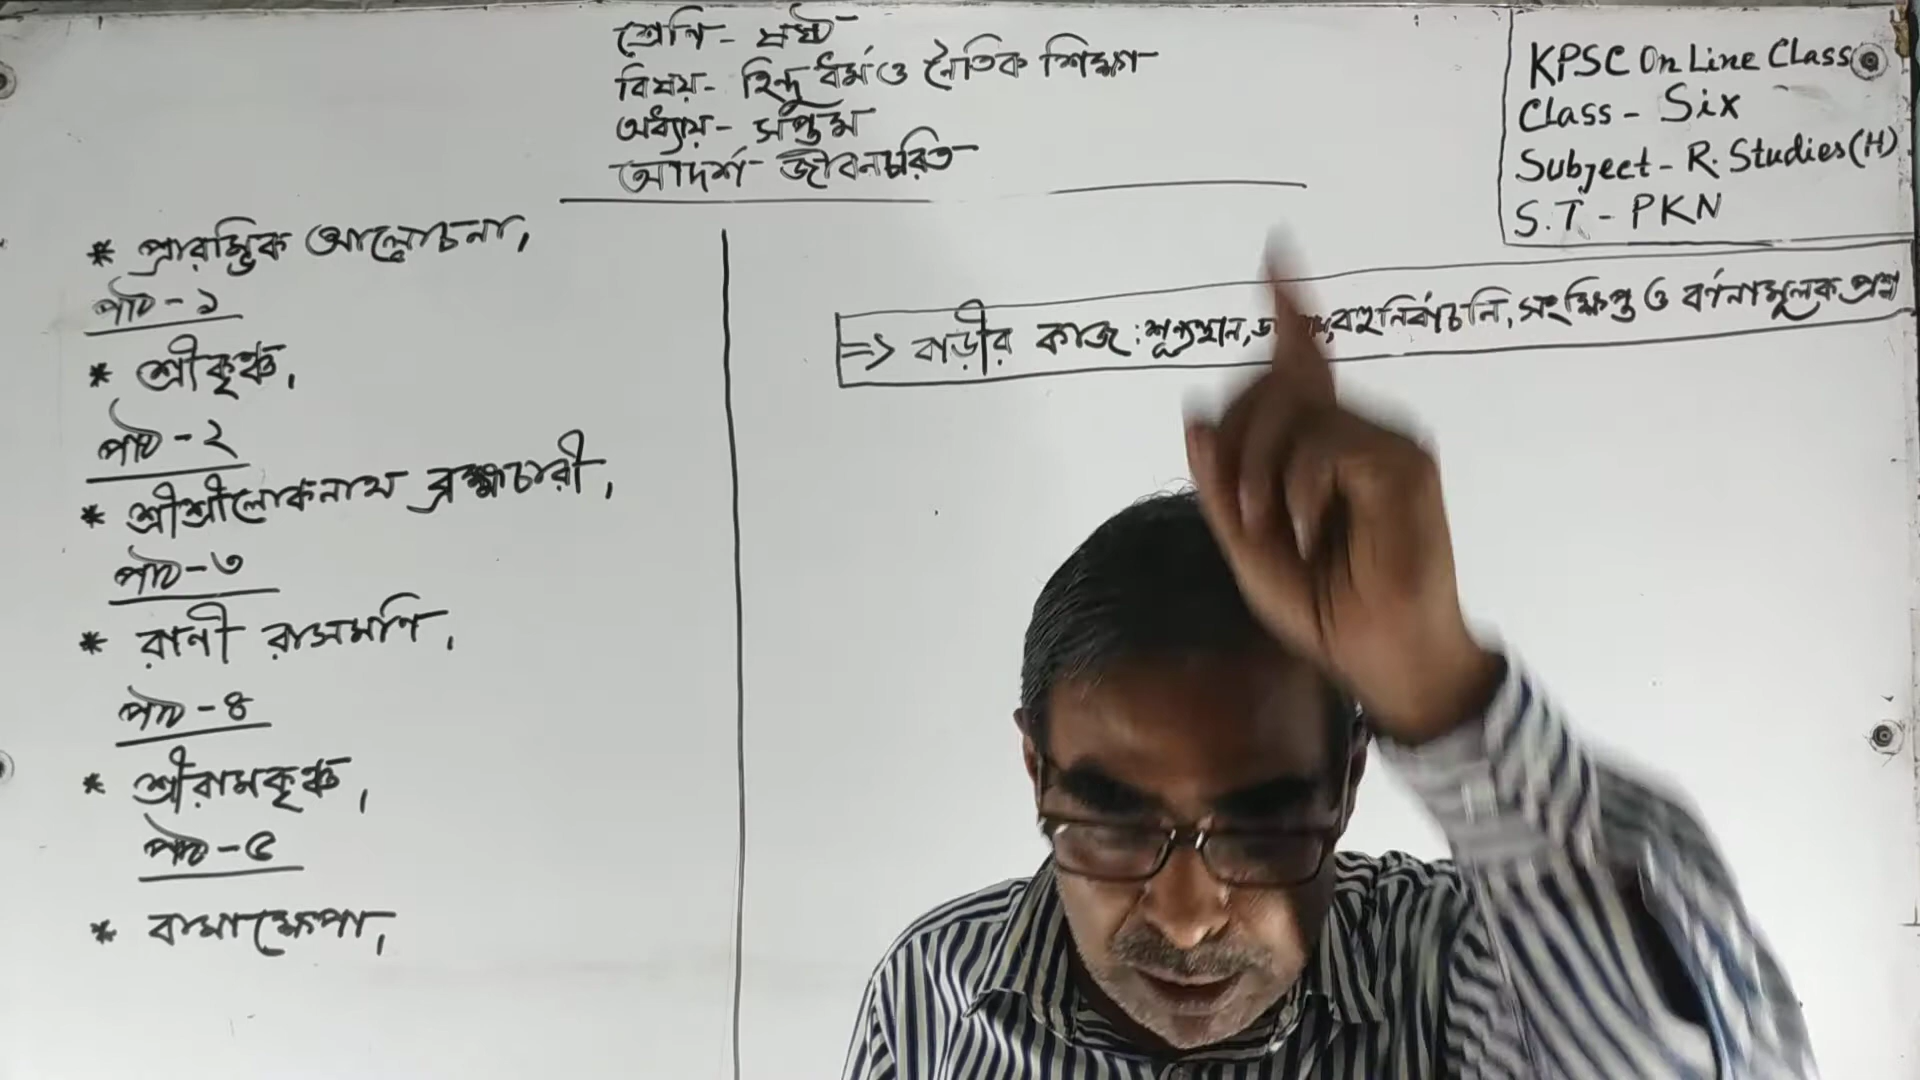 শ্রেণি - ষষ্ঠ
বিষয় - হিন্দু ধর্ম ও নৈতিক শিক্ষা
অধ্যায় - সপ্তম
আদর্শ জীবনচরিত
KPSC On Line Class
Class - Six
Subject - R. Studies (H)
S.T - PKN
* প্রারম্ভিক আলোচনা,
পাঠ - ১
* শ্রীকৃষ্ণ,
পাঠ - ২
* শ্রীশ্রীলোকনাথ ব্রহ্মচারী,
পাঠ - ৩
* রানী রাসমণি,
পাঠ - ৪
* শ্রীরামকৃষ্ণ,
পাঠ - ৫
* বামাক্ষেপা,
=> বাড়ীর কাজ : শূন্যস্থান, বহুনির্বাচনি, সংক্ষিপ্ত ও বর্ণনামূলক প্রশ্ন